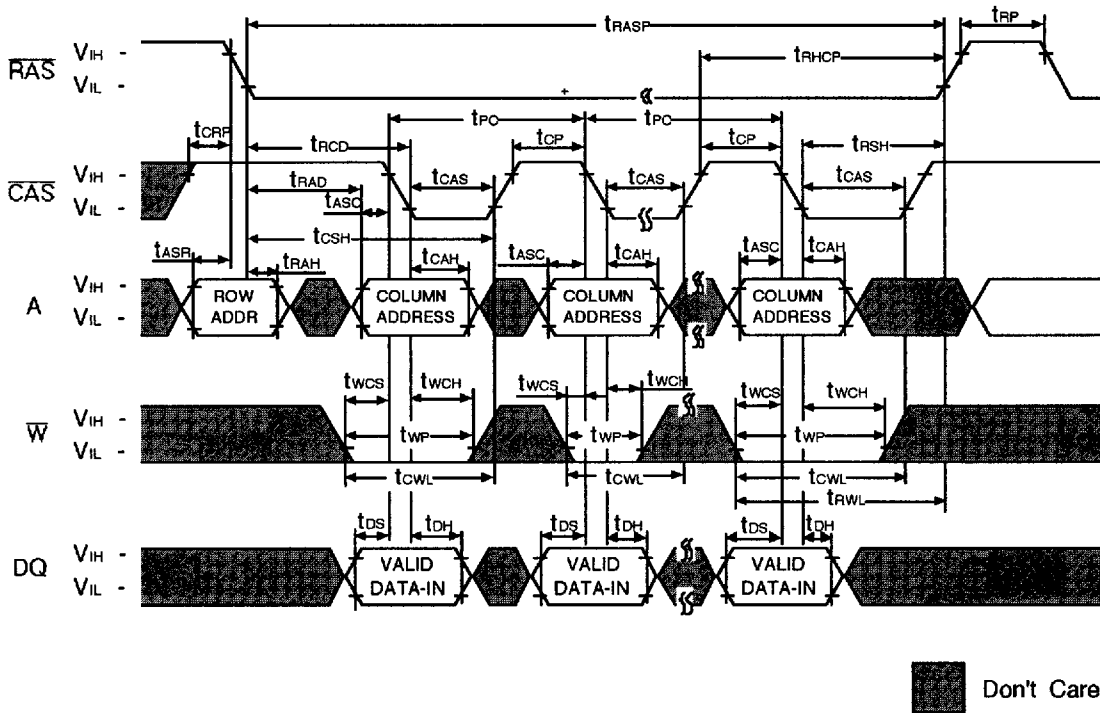 tRASP
tRP
RAS
VIH -
VIL -
tRHCP
tCRP
tPC
tPC
tRCD
tCP
tCP
tRSH
CAS
VIH -
VIL -
tRAD
tCAS
tCAS
tCAS
tASC
tCSH
tASR
tRAH
tCAH
tASC
tCAH
tASC
tCAH
A
VIH -
VIL -
ROW
ADDR
COLUMN
ADDRESS
COLUMN
ADDRESS
COLUMN
ADDRESS
tWCS
tWCH
tWCS
tWCH
tWCS
tWCH
W
VIH -
VIL -
tWP
tWP
tWP
tCWL
tCWL
tCWL
tRWL
tDS
tDH
tDS
tDH
tDS
tDH
DQ
VIH -
VIL -
VALID
DATA-IN
VALID
DATA-IN
VALID
DATA-IN
Don't Care